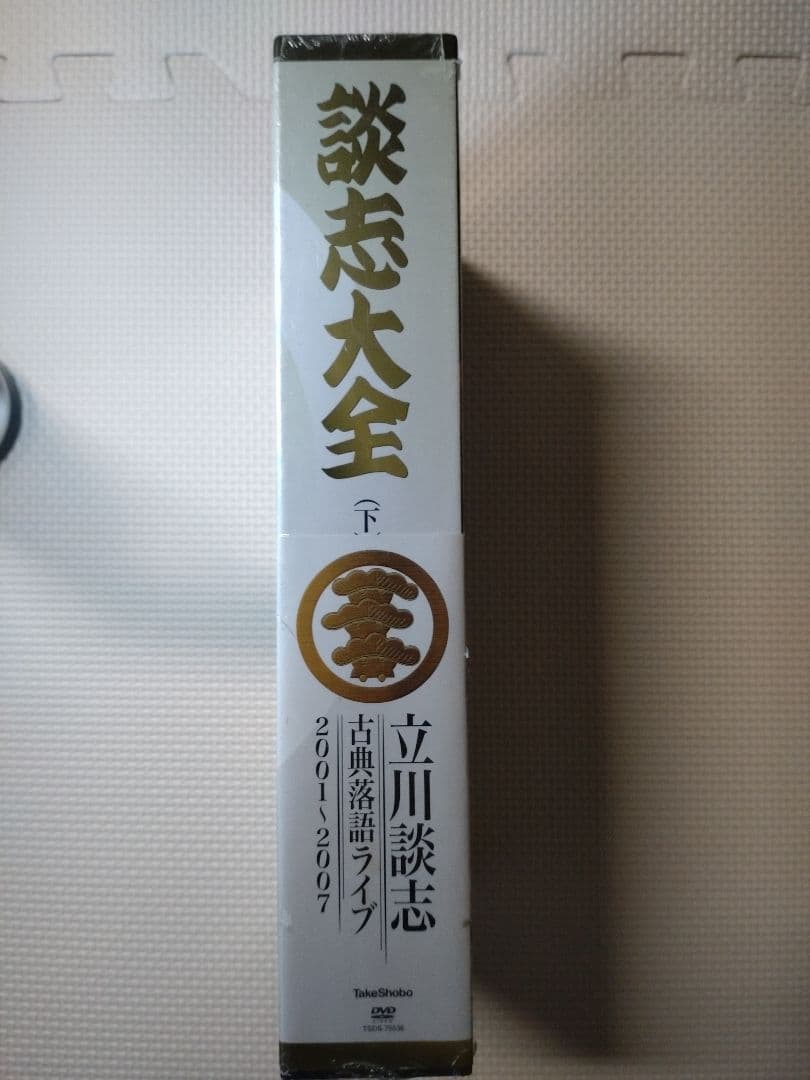 談志大全
（下
立川談志
古典落語ライブ
2001〜2007
TakeShobo
DVD
VIDEO